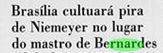 Brasília cultuará pira
de Niemeyer no lugar
do mastro de Bernardes